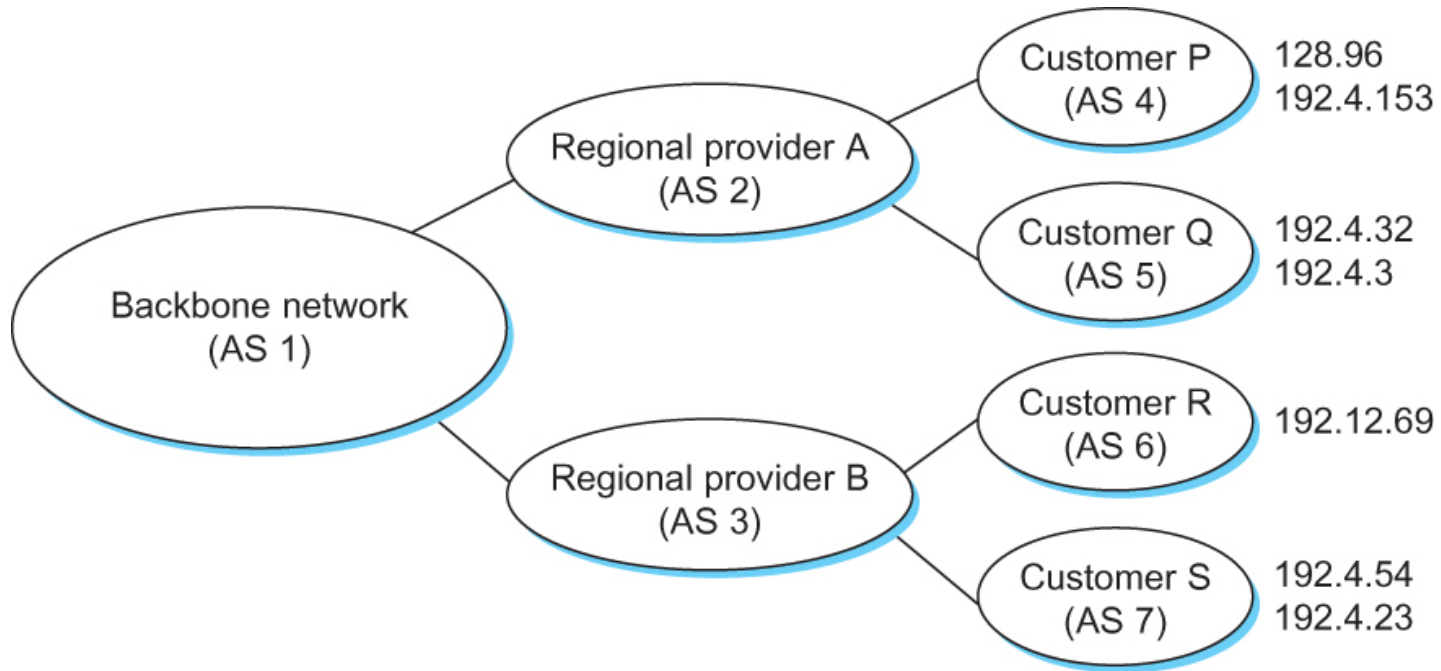 Backbone network
(AS 1)
Regional provider A
(AS 2)
Regional provider B
(AS 3)
Customer P
(AS 4)
128.96
192.4.153
Customer Q
(AS 5)
192.4.32
192.4.3
Customer R
(AS 6)
192.12.69
Customer S
(AS 7)
192.4.54
192.4.23